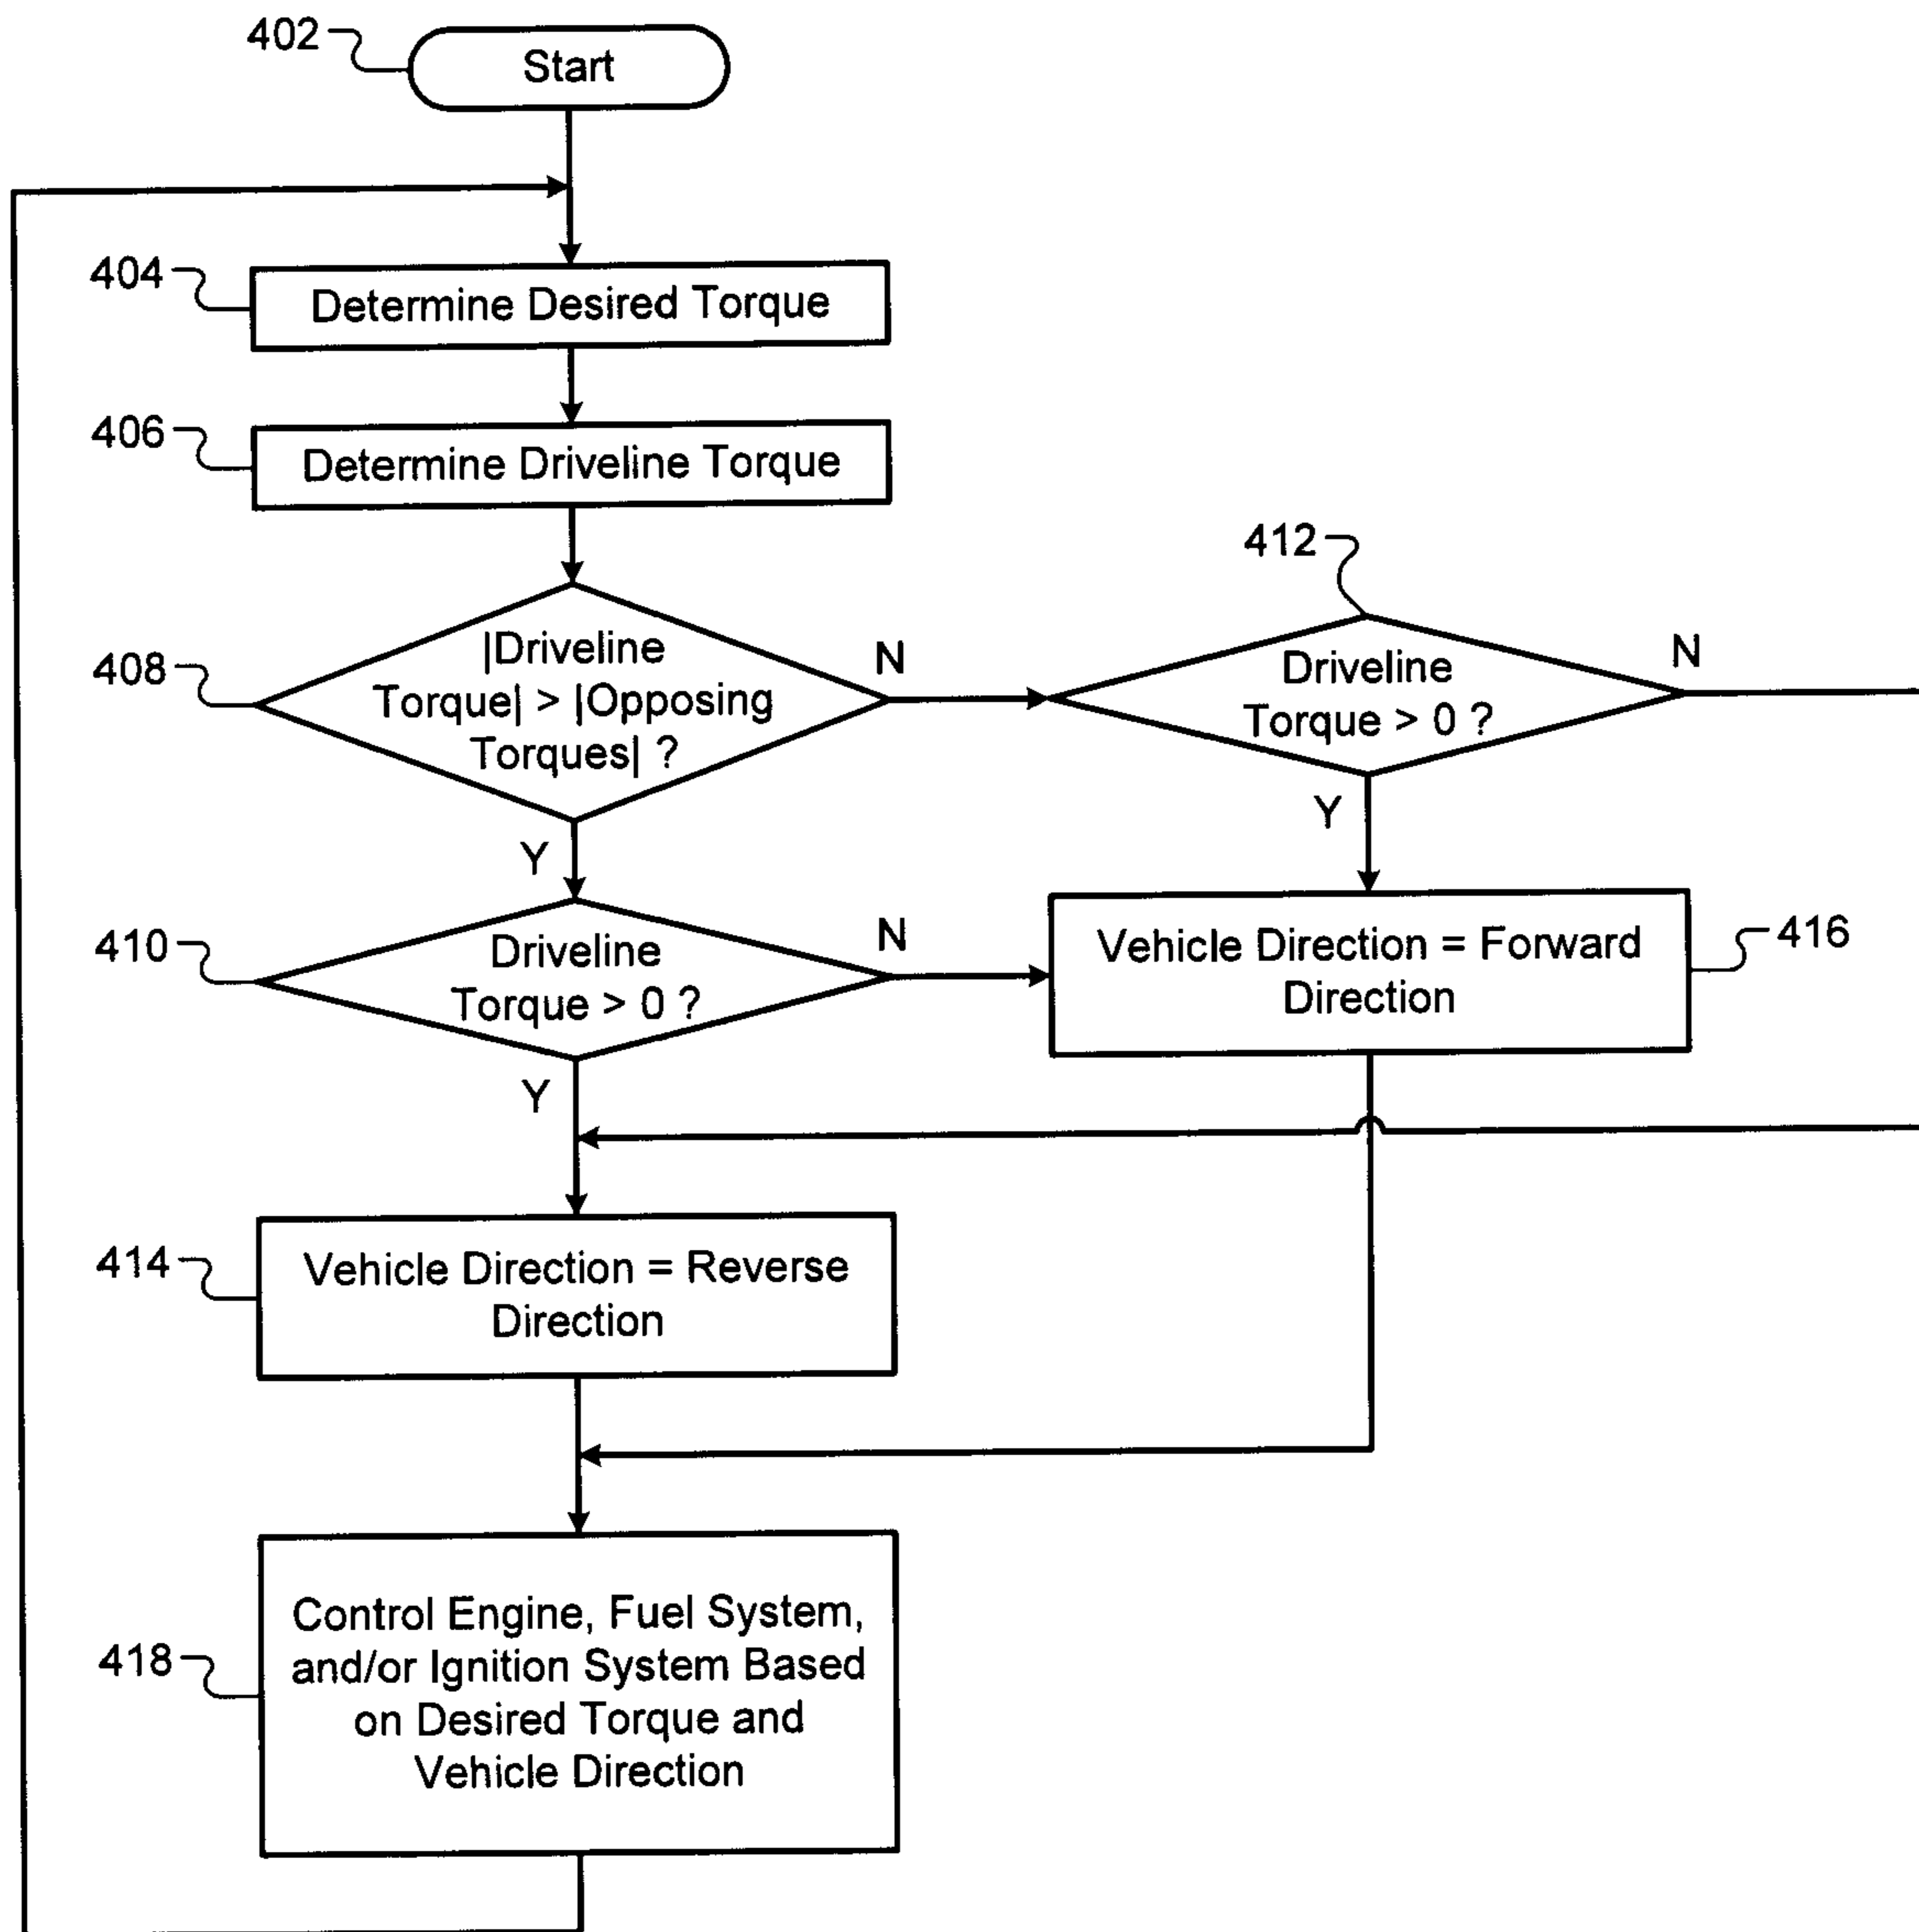 402
Start
404
Determine Desired Torque
406
Determine Driveline Torque
408
|Driveline
Torque| > |Opposing
Torques| ?
N
Y
412
Driveline
Torque > 0 ?
N
Y
410
Driveline
Torque > 0 ?
N
Y
Vehicle Direction = Forward
Direction
416
414
Vehicle Direction = Reverse
Direction
418
Control Engine, Fuel System,
and/or Ignition System Based
on Desired Torque and
Vehicle Direction